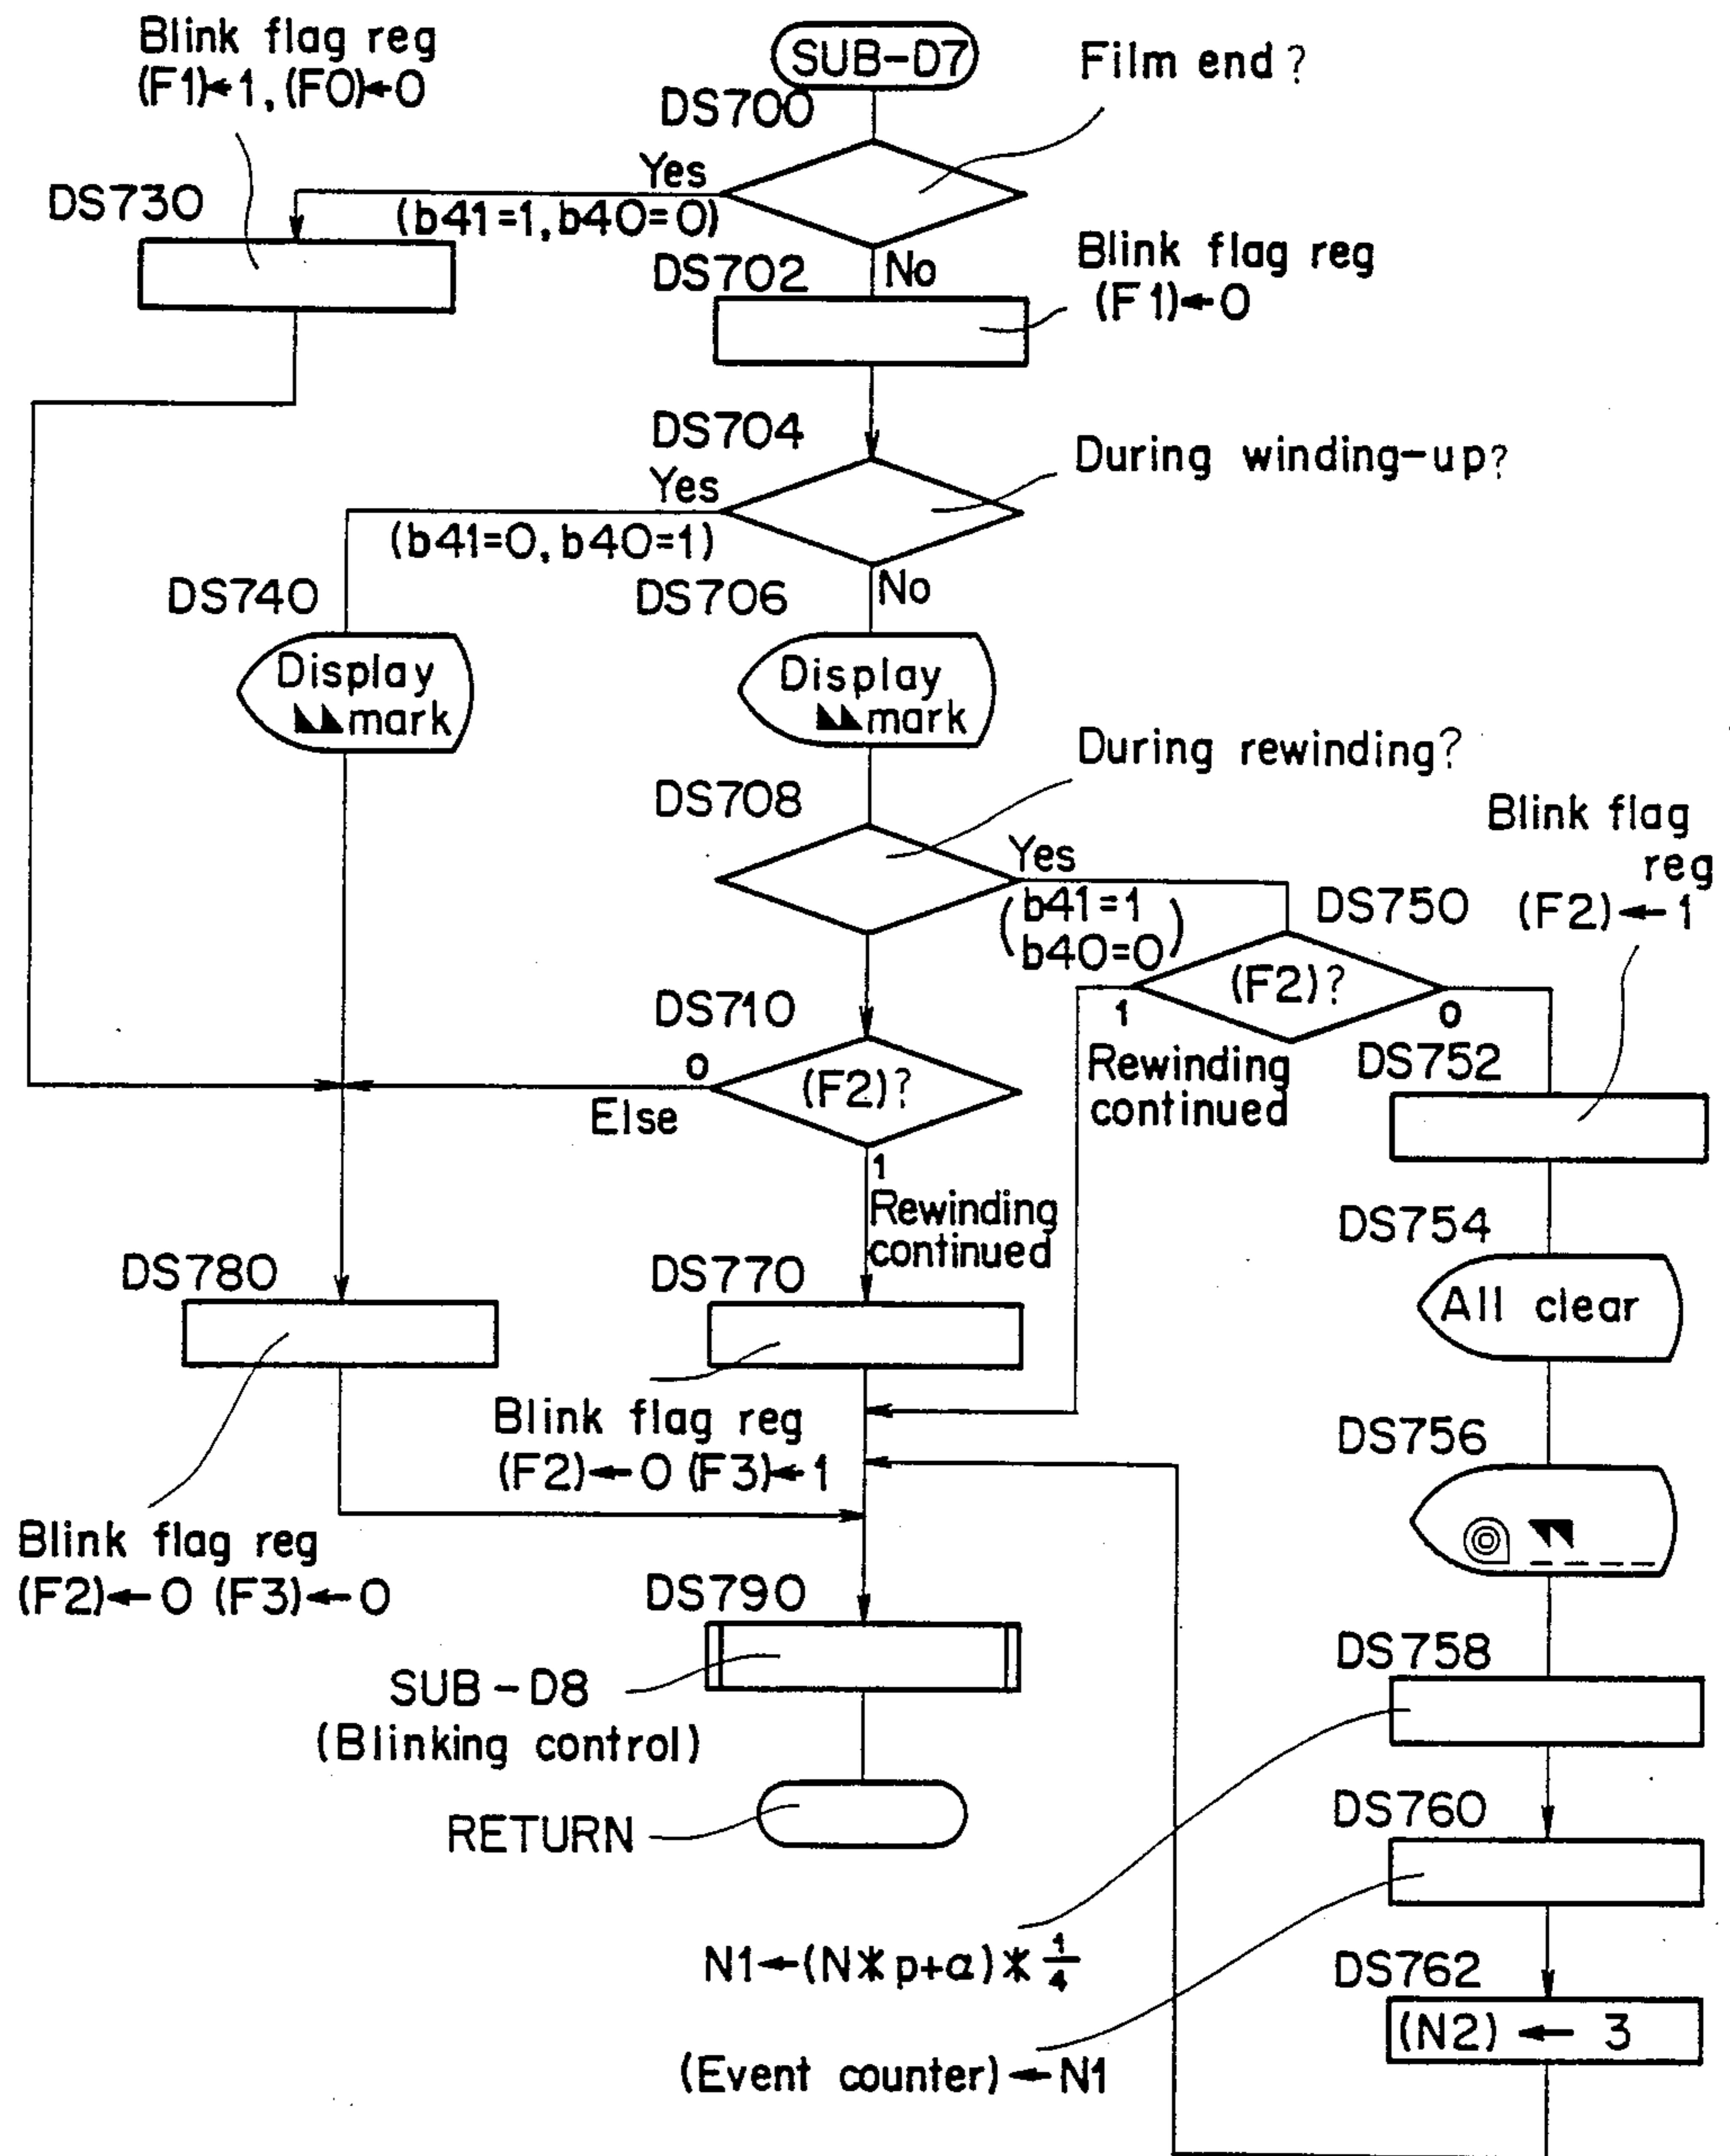 Blink flag reg
(F1)←1, (F0)←0
SUB-D7
Film end?
DS700
Yes
(b41=1, b40=0)
DS730
No
DS702
Blink flag reg
(F1)←0
DS704
During winding-up?
Yes
(b41=0, b40=1)
No
DS740
DS706
Display
mark
Display
mark
During rewinding?
DS708
Yes
(b41=1
b40=0)
Blink flag
reg
(F2)←1
DS750
(F2)?
1
0
Rewinding
continued
DS710
0
(F2)?
Else
1
Rewinding
continued
DS752
DS754
All clear
DS780
DS770
Blink flag reg
(F2)←0 (F3)←1
DS756
Blink flag reg
(F2)←0 (F3)←0
DS790
SUB-D8
(Blinking control)
RETURN
DS758
DS760
N1←(N*p+α)*1/4
DS762
(N2) ← 3
(Event counter)←N1